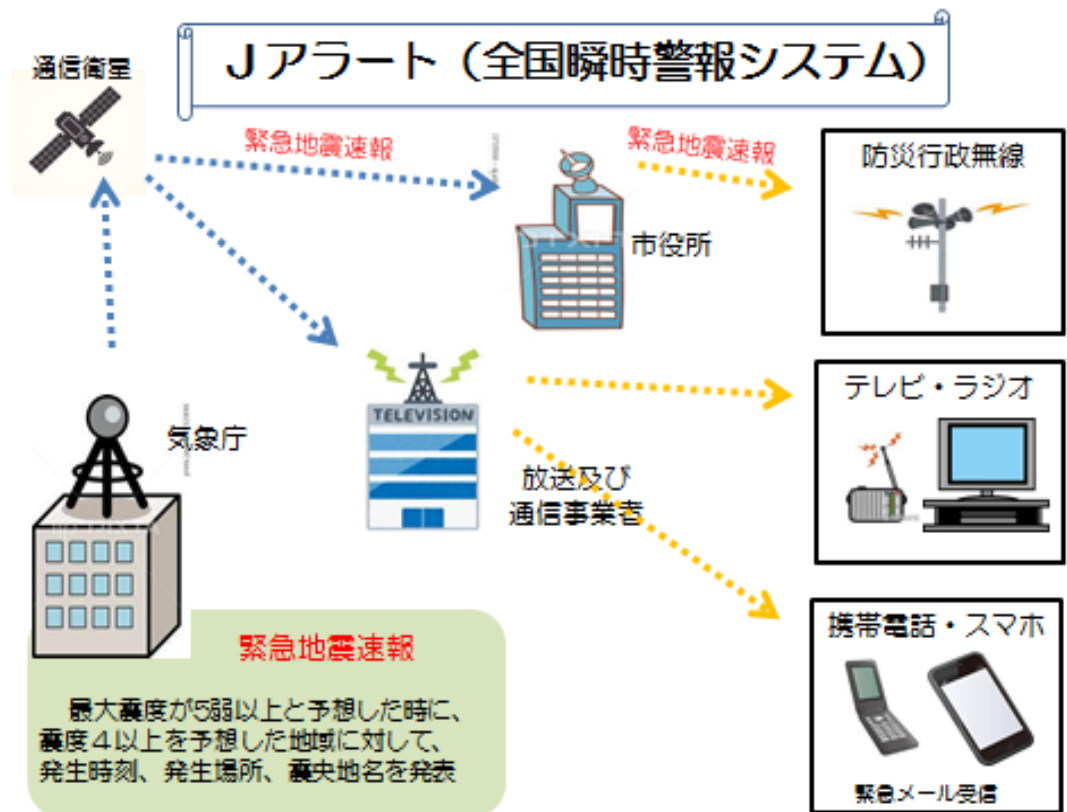 Jアラート（全国瞬時警報システム）
通信衛星
緊急地震速報
緊急地震速報
防災行政無線
市役所
テレビ・ラジオ
TELEVISION
気象庁
放送及び
通信事業者
携帯電話・スマホ
緊急地震速報
最大震度が5弱以上と予想した時に、
震度４以上を予想した地域に対して、
発生時刻、発生場所、震央地名を発表
緊急メール受信